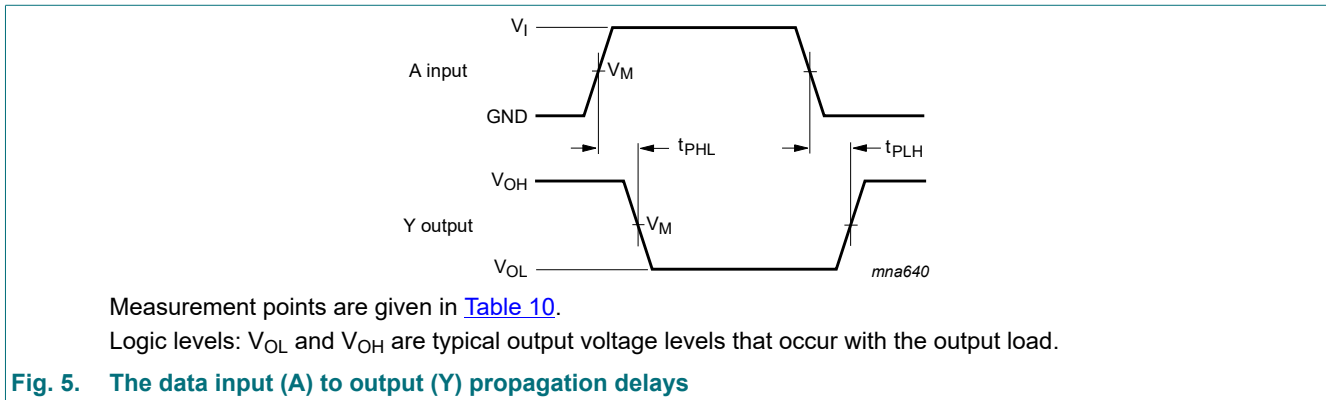 VI
A input
VM
GND
tPHL
tPLH
VOH
Y output
VM
VOL
mna640
Measurement points are given in Table 10.
Logic levels: VOL and VOH are typical output voltage levels that occur with the output load.
Fig. 5. The data input (A) to output (Y) propagation delays